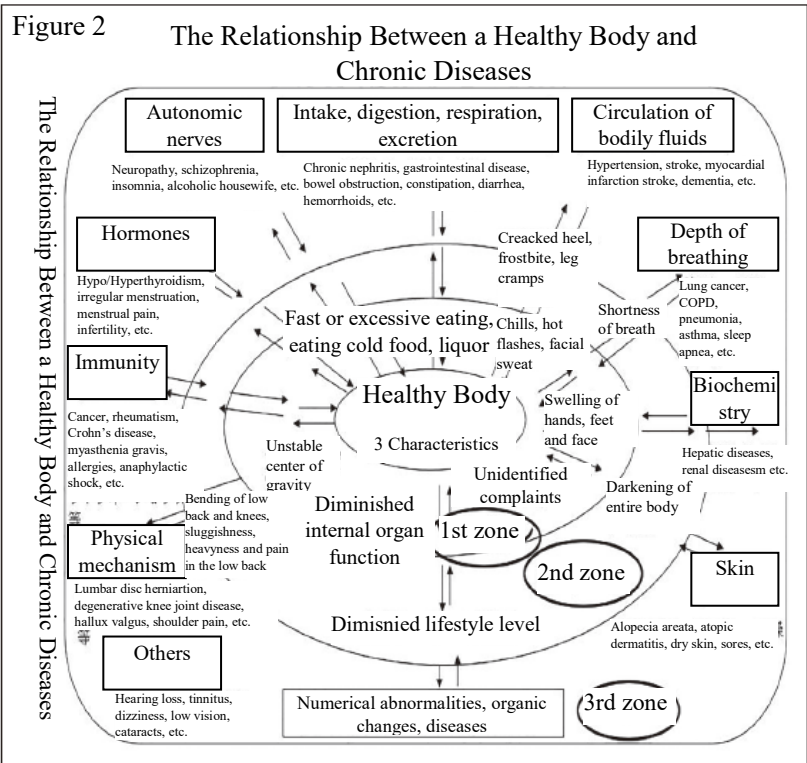 Figure 2
The Relationship Between a Healthy Body and
Chronic Diseases
The Relationship Between a Healthy Body and Chronic Diseases
Autonomic
nerves
Neuropathy, schizophrenia,
insomnia, alcoholic housewife, etc.
Intake, digestion, respiration,
excretion
Chronic nephritis, gastrointestinal disease,
bowel obstruction, constipation, diarrhea,
hemorrhoids, etc.
Circulation of
bodily fluids
Hypertension, stroke, myocardial
infarction stroke, dementia, etc.
Hormones
Hypo/Hyperthyroidism,
irregular menstruation,
menstrual pain,
infertility, etc.
Creacked heel,
frostbite, leg
cramps
Depth of
breathing
Lung cancer,
COPD,
pneumonia,
asthma, sleep
apnea, etc.
Shortness
of breath
Fast or excessive eating,
eating cold food, liquor
Chills, hot
flashes, facial
sweat
Immunity
Cancer, rheumatism,
Crohn's disease,
myasthenia gravis,
allergies, anaphylactic
shock, etc.
Healthy Body
3 Characteristics
Swelling of
hands, feet
and face
Biochemi
stry
Hepatic diseases,
renal diseasesm etc.
Unstable
center of
gravity
Unidentified
complaints
Darkening of
entire body
Bending of low
back and knees,
sluggishness,
heavyness and pain
in the low back
Diminished
internal organ
function
1st zone
2nd zone
Physical
mechanism
Lumbar disc herniartion,
degenerative knee joint disease,
hallux valgus, shoulder pain, etc.
等
Skin
Alopecia areata, atopic
dermatitis, dry skin, sores, etc.
Dimisnied lifestyle level
Others
Hearing loss, tinnitus,
dizziness, low vision,
cataracts, etc.
Numerical abnormalities, organic
changes, diseases
3rd zone